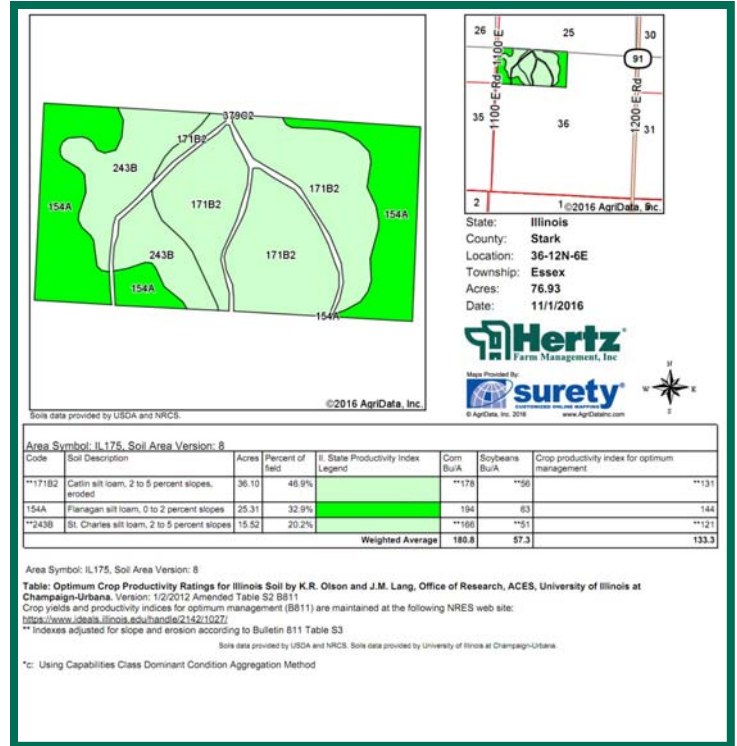 379C2
171B2
243B
171B2
171B2
154A
154A
243B
171B2
154A
154A
©2016 AgriData, Inc.
Soils data provided by USDA and NRCS.
26
25
30
1100-E-Rd
1100-E
91
35
36
1200-E-Rd
31
2
1
6
©2016 AgriData, Inc.
State: Illinois
County: Stark
Location: 36-12N-6E
Township: Essex
Acres: 76.93
Date: 11/1/2016
Hertz
Farm Management, Inc
Maps Provided By:
surety
CUSTOMIZED ONLINE MAPPING
© AgriData, Inc. 2016 www.AgriDataInc.com
N
W E
S
Area Symbol: IL175, Soil Area Version: 8
Code Soil Description Acres Percent of field II. State Productivity Index Legend Corn Bu/A Soybeans Bu/A Crop productivity index for optimum management
**171B2 Catlin silt loam, 2 to 5 percent slopes, eroded 36.10 46.9% **178 **56 **131
154A Flanagan silt loam, 0 to 2 percent slopes 25.31 32.9% 194 63 144
**243B St. Charles silt loam, 2 to 5 percent slopes 15.52 20.2% **166 **51 **121
Weighted Average 180.8 57.3 133.3
Area Symbol: IL175, Soil Area Version: 8
Table: Optimum Crop Productivity Ratings for Illinois Soil by K.R. Olson and J.M. Lang, Office of Research, ACES, University of Illinois at
Champaign-Urbana. Version: 1/2/2012 Amended Table S2 B811
Crop yields and productivity indices for optimum management (B811) are maintained at the following NRES web site:
https://www.ideals.illinois.edu/handle/2142/1027/
** Indexes adjusted for slope and erosion according to Bulletin 811 Table S3
Soils data provided by USDA and NRCS. Soils data provided by University of Illinois at Champaign-Urbana.
*c: Using Capabilities Class Dominant Condition Aggregation Method